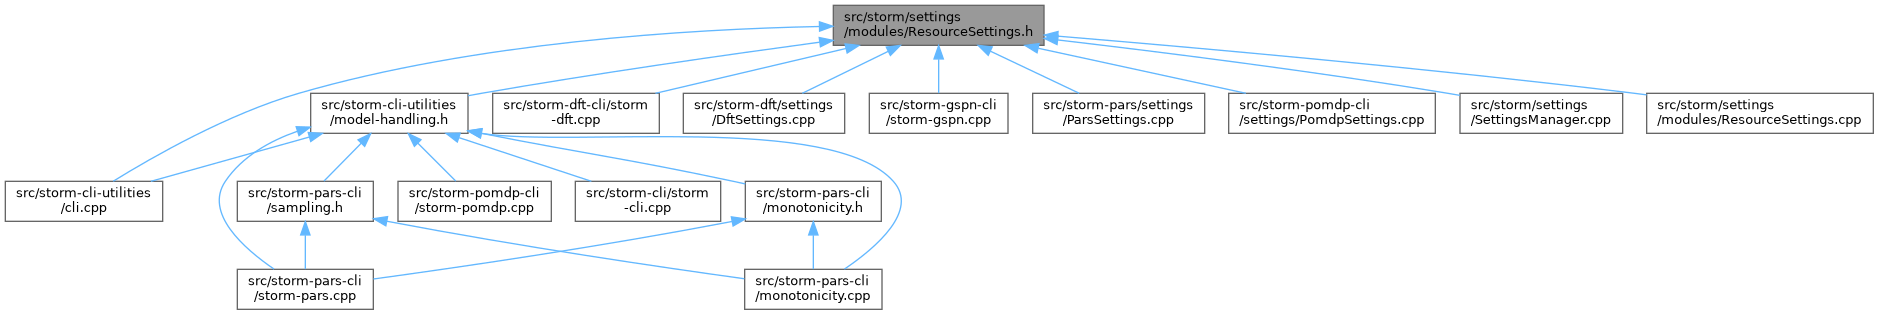 src/storm/settings
/modules/ResourceSettings.h
src/storm-cli-utilities
/model-handling.h
src/storm-dft-cli/storm
-dft.cpp
src/storm-dft/settings
/DftSettings.cpp
src/storm-gspn-cli
/storm-gspn.cpp
src/storm-pars/settings
/ParsSettings.cpp
src/storm-pomdp-cli
/settings/PomdpSettings.cpp
src/storm/settings
/SettingsManager.cpp
src/storm/settings
/modules/ResourceSettings.cpp
src/storm-cli-utilities
/cli.cpp
src/storm-pars-cli
/sampling.h
src/storm-pomdp-cli
/storm-pomdp.cpp
src/storm-cli/storm
-cli.cpp
src/storm-pars-cli
/monotonicity.h
src/storm-pars-cli
/storm-pars.cpp
src/storm-pars-cli
/monotonicity.cpp